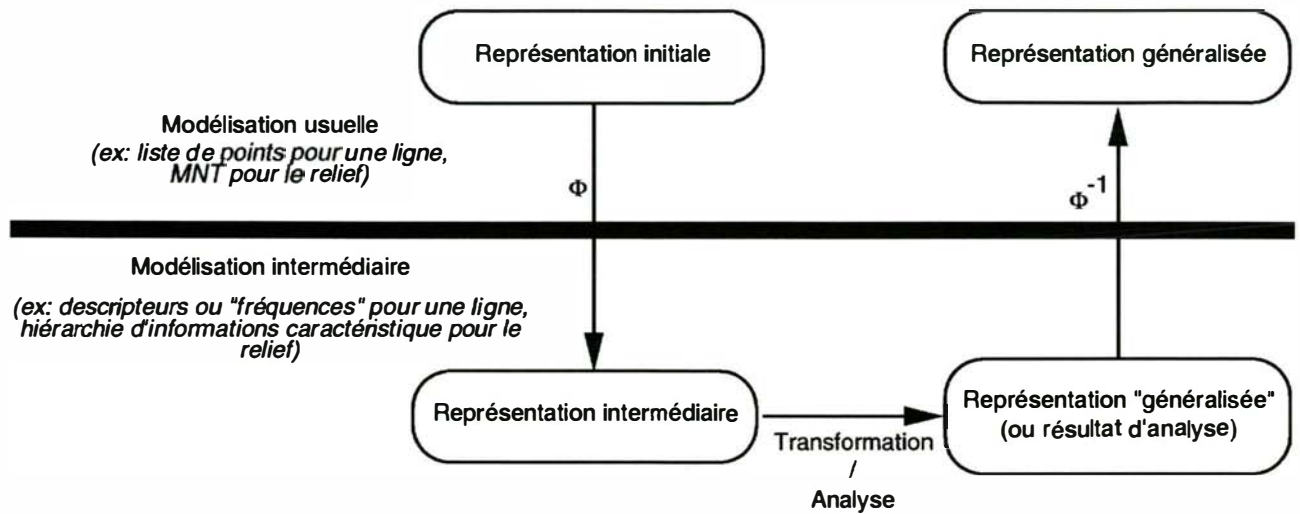 Représentation initiale
Représentation généralisée
Modélisation usuelle
(ex: liste de points pour une ligne,
MNT pour le relief)
Φ
Φ-1
Modélisation intermédiaire
(ex: descripteurs ou "fréquences" pour une ligne,
hiérarchie d'informations caractéristique pour le
relief)
Représentation intermédiaire
Transformation
/
Analyse
Représentation "généralisée"
(ou résultat d'analyse)